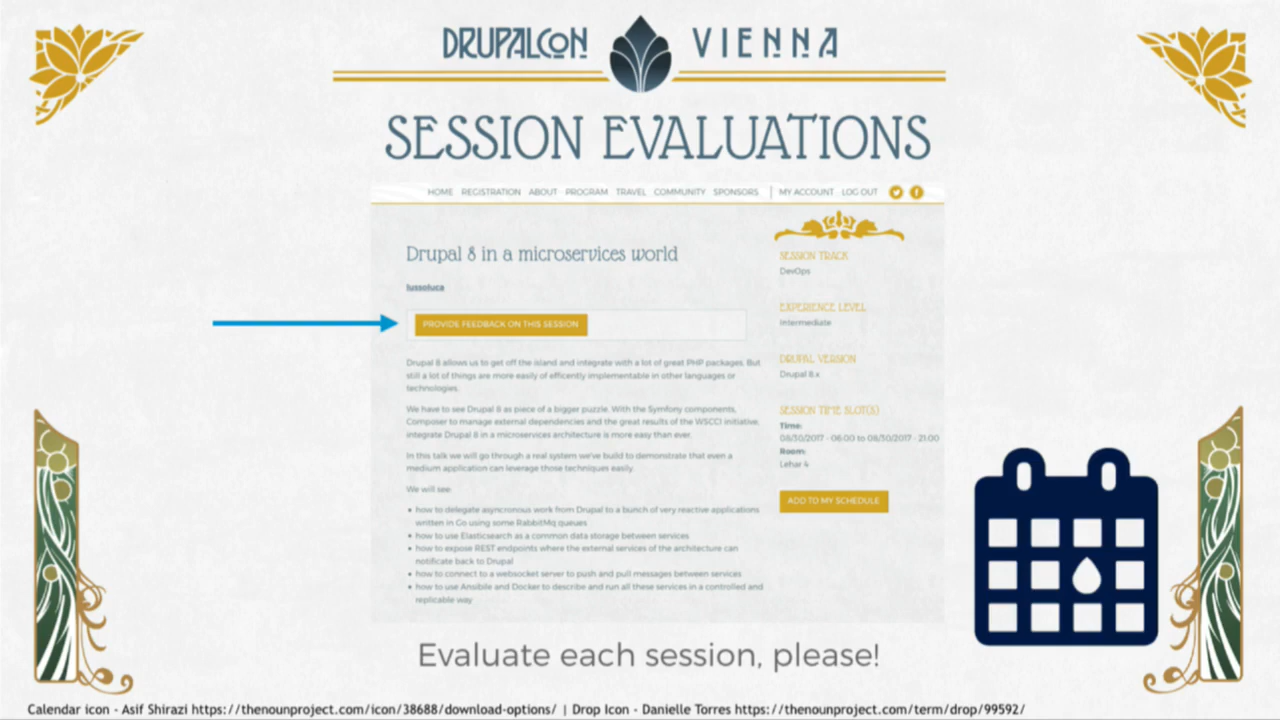 DRUPALCON VIENNA
SESSION EVALUATIONS
HOME REGISTRATION ABOUT PROGRAM TRAVEL COMMUNITY SPONSORS | MY ACCOUNT LOG OUT
Drupal 8 in a microservices world
lussoluca
PROVIDE FEEDBACK ON THIS SESSION
Drupal 8 allows us to get off the island and integrate with a lot of great PHP packages. But
still a lot of things are more easily of efficently implementable in other languages or
technologies.
We have to see Drupal 8 as piece of a bigger puzzle. With the Symfony components,
Composer to manage external dependencies and the great results of the WSCCI initiative,
integrate Drupal 8 in a microservices architecture is more easy than ever.
In this talk we will go through a real system we've build to demonstrate that even a
medium application can leverage those techniques easily.
We will see:
• how to delegate asyncronous work from Drupal to a bunch of very reactive applications
written in Go using some RabbitMq queues
• how to use Elasticsearch as a common data storage between services
• how to expose REST endpoints where the external services of the architecture can
notificate back to Drupal
• how to connect to a websocket server to push and pull messages between services
• how to use Ansibile and Docker to describe and run all these services in a controlled and
replicable way
SESSION TRACK
DevOps
EXPERIENCE LEVEL
Intermediate
DRUPAL VERSION
Drupal 8.x
SESSION TIME SLOT(S)
Time:
08/30/2017 - 06:00 to 08/30/2017 - 21:00
Room:
Lehar 4
ADD TO MY SCHEDULE
Evaluate each session, please!
Calendar icon - Asif Shirazi https://thenounproject.com/icon/38688/download-options/ | Drop Icon - Danielle Torres https://thenounproject.com/term/drop/99592/